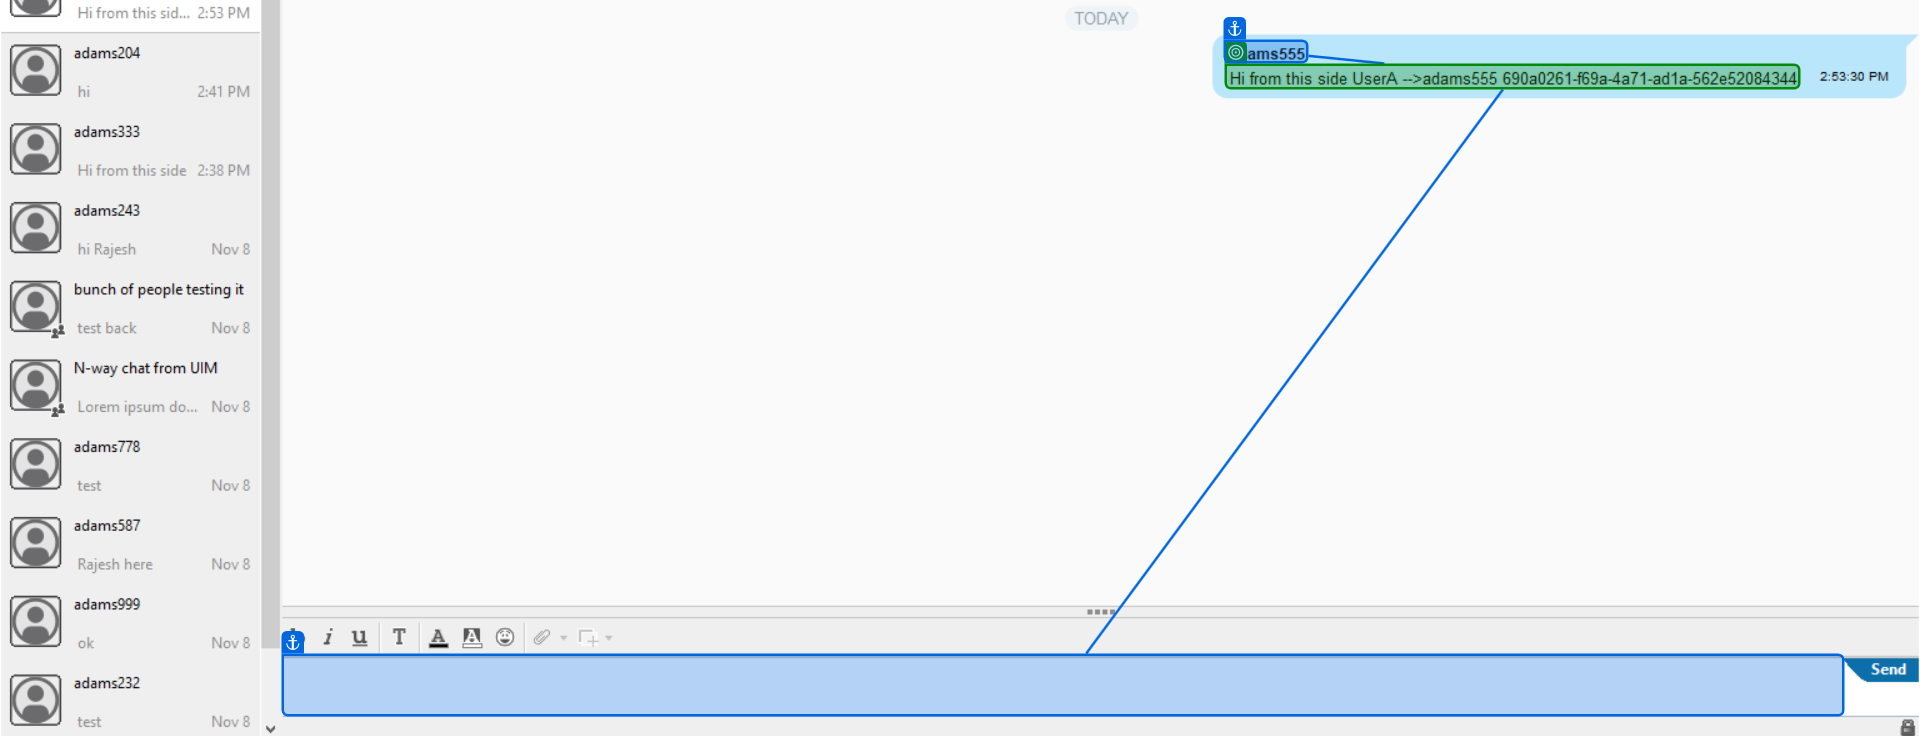 Hi from this sid... 2:53 PM
adams204
hi 2:41 PM
adams333
Hi from this side 2:38 PM
adams243
hi Rajesh Nov 8
bunch of people testing it
test back Nov 8
N-way chat from UIM
Lorem ipsum do... Nov 8
adams778
test Nov 8
adams587
Rajesh here Nov 8
adams999
ok Nov 8
adams232
test Nov 8
TODAY
ams555
Hi from this side UserA -->adams555 690a0261-f69a-4a71-ad1a-562e52084344 2:53:30 PM
i u T A A
Send